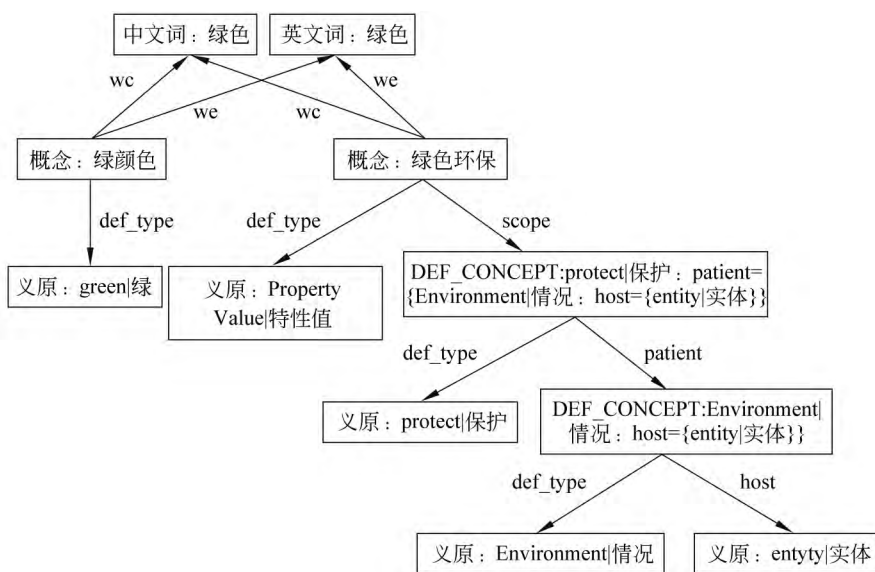 中文词：绿色
英文词：绿色
wc
we
wc
we
概念：绿颜色
概念：绿色环保
def_type
def_type
scope
义原：green|绿
义原：Property
Value|特性值
DEF_CONCEPT:protect|保护：patient=
{Environment|情况：host={entity|实体}}
def_type
patient
义原：protect|保护
DEF_CONCEPT:Environment|
情况：host={entity|实体}}
def_type
host
义原：Environment|情况
义原：entyty|实体